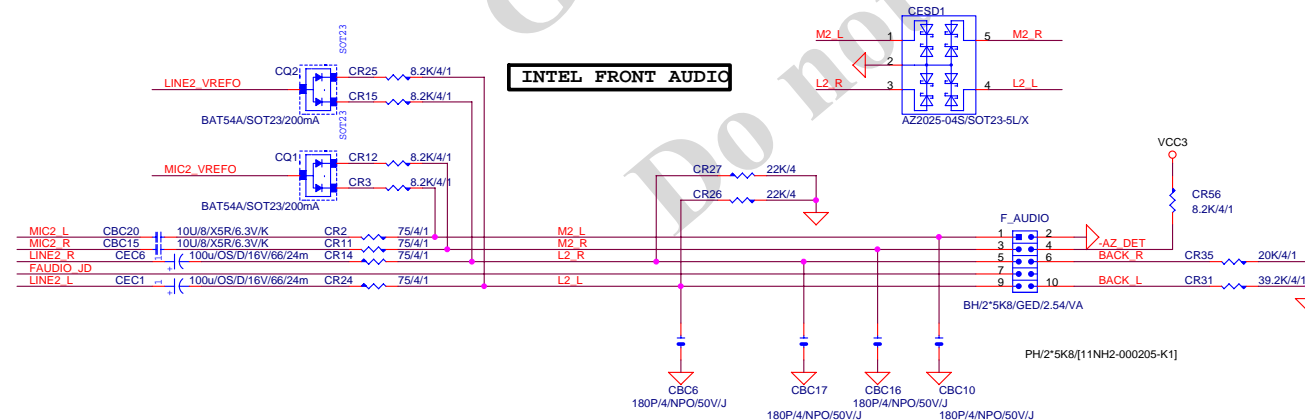 CESD1
M2_L 1 5 M2_R
2
L2_R 3 4 L2_L
AZ2025-04S/SOT23-5L/X
INTEL FRONT AUDIO
SOT23
CQ2 CR25 8.2K/4/1
LINE2_VREFO
CR15 8.2K/4/1
BAT54A/SOT23/200mA
SOT23
CQ1 CR12 8.2K/4/1
MIC2_VREFO
CR3 8.2K/4/1
BAT54A/SOT23/200mA
CR27 22K/4
CR26 22K/4
VCC3
CR56
8.2K/4/1
F_AUDIO
MIC2_L CBC20 10U/8/X5R/6.3V/K CR2 75/4/1 M2_L 1 2
MIC2_R CBC15 10U/8/X5R/6.3V/K CR11 75/4/1 M2_R 3 4 -AZ_DET
LINE2_R CEC6 1 + 100u/OS/D/16V/66/24m CR14 75/4/1 L2_R 5 6 BACK_R CR35 20K/4/1
FAUDIO_JD 7
LINE2_L CEC1 1 + 100u/OS/D/16V/66/24m CR24 75/4/1 L2_L 9 10 BACK_L CR31 39.2K/4/1
BH/2*5K8/GED/2.54/VA
PH/2*5K8/[11NH2-000205-K1]
CBC6 CBC17 CBC16 CBC10
180P/4/NPO/50V/J 180P/4/NPO/50V/J 180P/4/NPO/50V/J 180P/4/NPO/50V/J
Do not